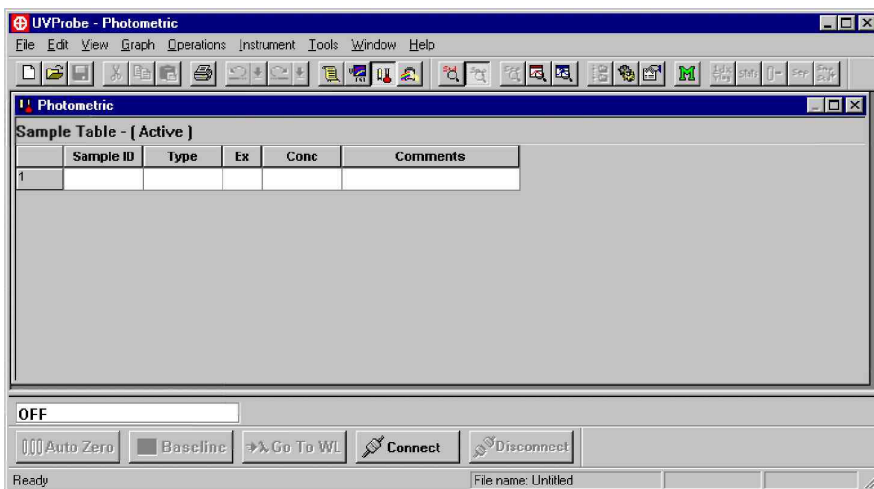 UVProbe - Photometric
File Edit View Graph Operations Instrument Tools Window Help
Photometric
Sample Table - ( Active )
Sample ID Type Ex Conc Comments
1
OFF
Auto Zero Baseline Go To WL Connect Disconnect
Ready File name: Untitled